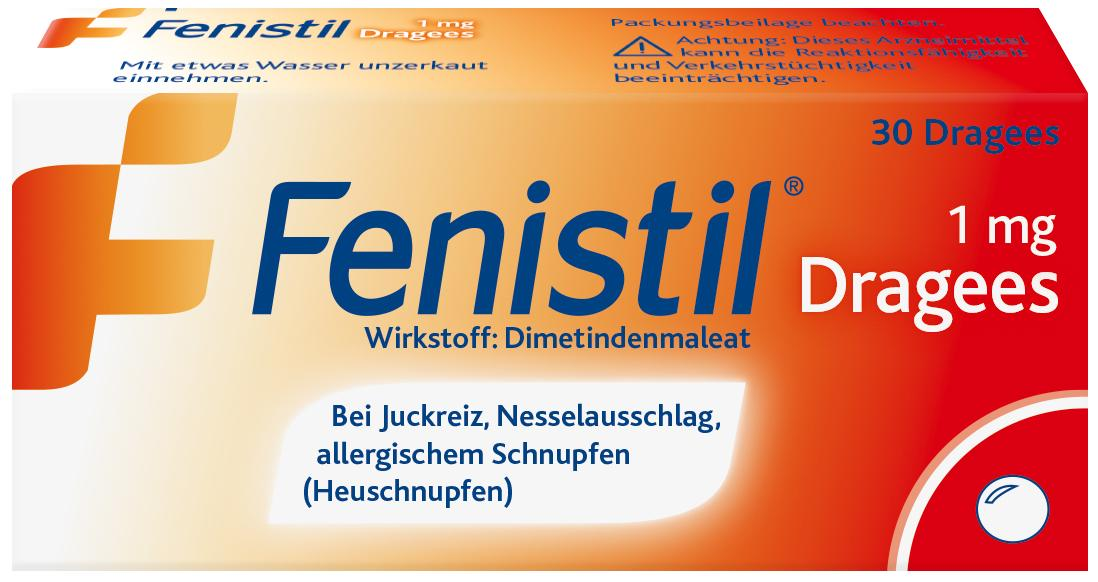 Fenistil 1 mg
Dragees
Mit etwas Wasser unzerkaut
einnehmen.
Packungsbeilage beachten.
Achtung: Dieses Arzneimittel
kann die Reaktionsfähigkeit
und Verkehrstüchtigkeit
beeinträchtigen.
30 Dragees
Fenistil®
1 mg
Dragees
Wirkstoff: Dimetindenmaleat
Bei Juckreiz, Nesselausschlag,
allergischem Schnupfen
(Heuschnupfen)